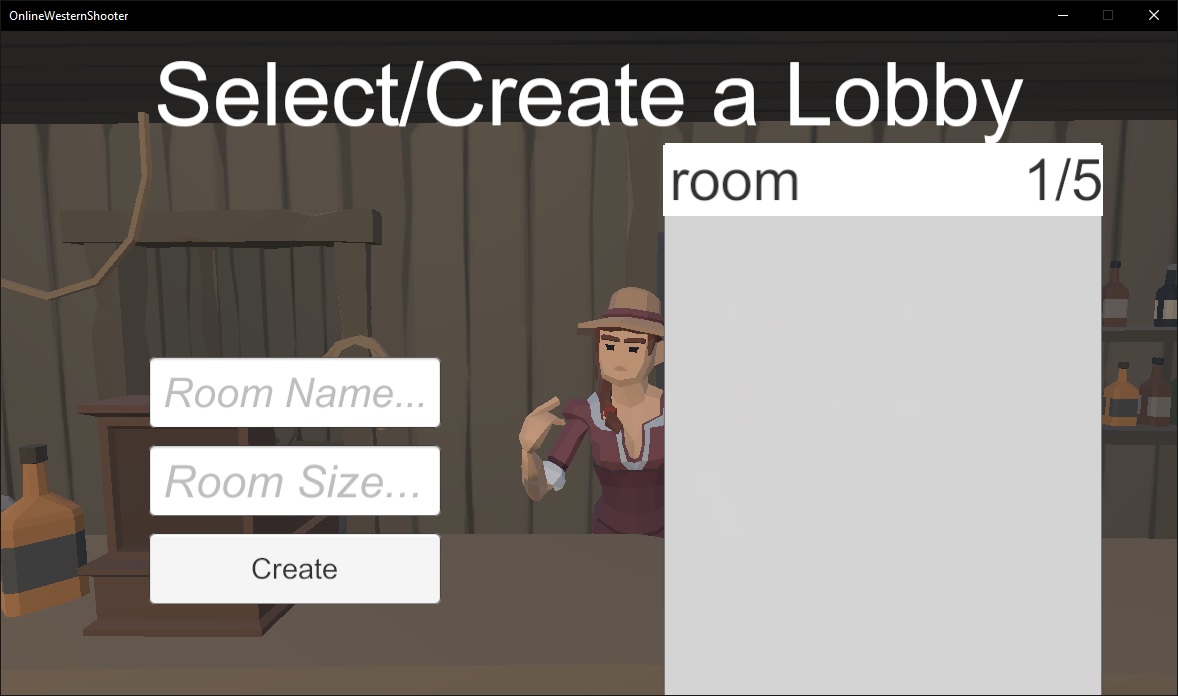 OnlineWesternShooter
Select/Create a Lobby
room 1/5
Room Name...
Room Size...
Create